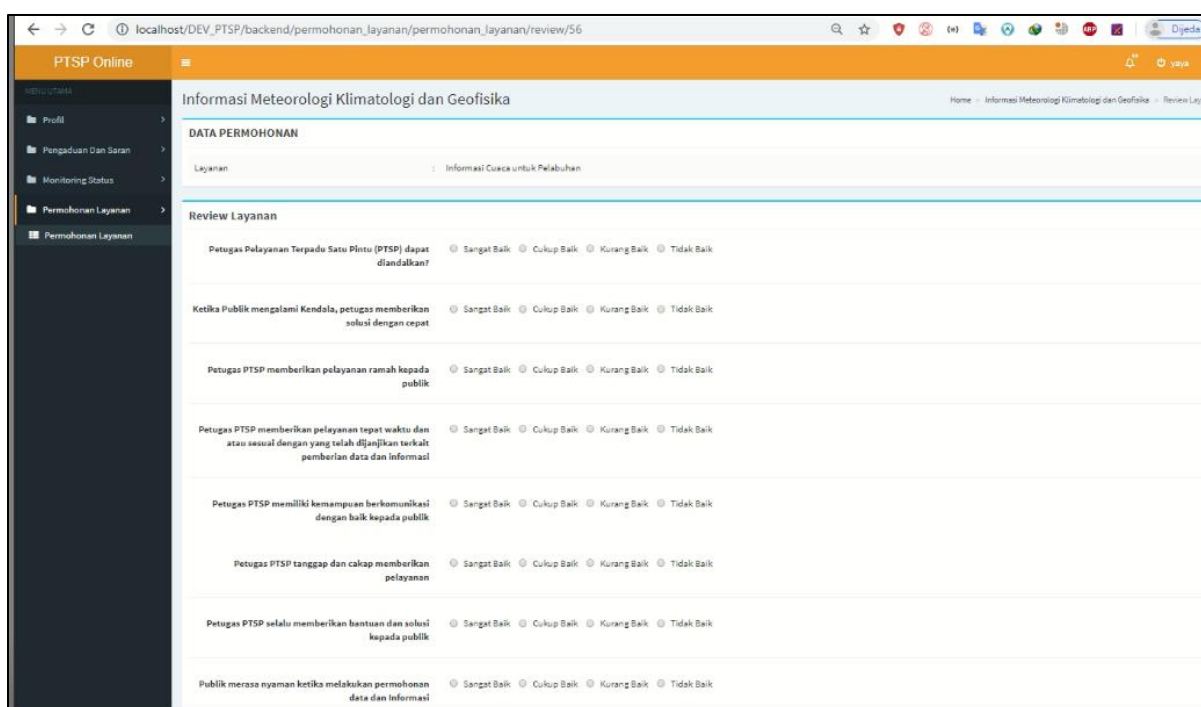 localhost/DEV_PTSP/backend/permohonan_layanan/permohonan_layanan/review/56
Dijeda
PTSP Online
yaya
MENU UTAMA
Profil
Pengaduan Dan Saran
Monitoring Status
Permohonan Layanan
Permohonan Layanan
Informasi Meteorologi Klimatologi dan Geofisika
Home > Informasi Meteorologi Klimatologi dan Geofisika > Review Lay
DATA PERMOHONAN
Layanan : Informasi Cuaca untuk Pelabuhan
Review Layanan
Petugas Pelayanan Terpadu Satu Pintu (PTSP) dapat
diandalkan?
Sangat Baik Cukup Baik Kurang Baik Tidak Baik
Ketika Publik mengalami Kendala, petugas memberikan
solusi dengan cepat
Sangat Baik Cukup Baik Kurang Baik Tidak Baik
Petugas PTSP memberikan pelayanan ramah kepada
publik
Sangat Baik Cukup Baik Kurang Baik Tidak Baik
Petugas PTSP memberikan pelayanan tepat waktu dan
atau sesuai dengan yang telah dijanjikan terkait
pemberian data dan informasi
Sangat Baik Cukup Baik Kurang Baik Tidak Baik
Petugas PTSP memiliki kemampuan berkomunikasi
dengan baik kepada publik
Sangat Baik Cukup Baik Kurang Baik Tidak Baik
Petugas PTSP tanggap dan cakap memberikan
pelayanan
Sangat Baik Cukup Baik Kurang Baik Tidak Baik
Petugas PTSP selalu memberikan bantuan dan solusi
kepada publik
Sangat Baik Cukup Baik Kurang Baik Tidak Baik
Publik merasa nyaman ketika melakukan permohonan
data dan Informasi
Sangat Baik Cukup Baik Kurang Baik Tidak Baik